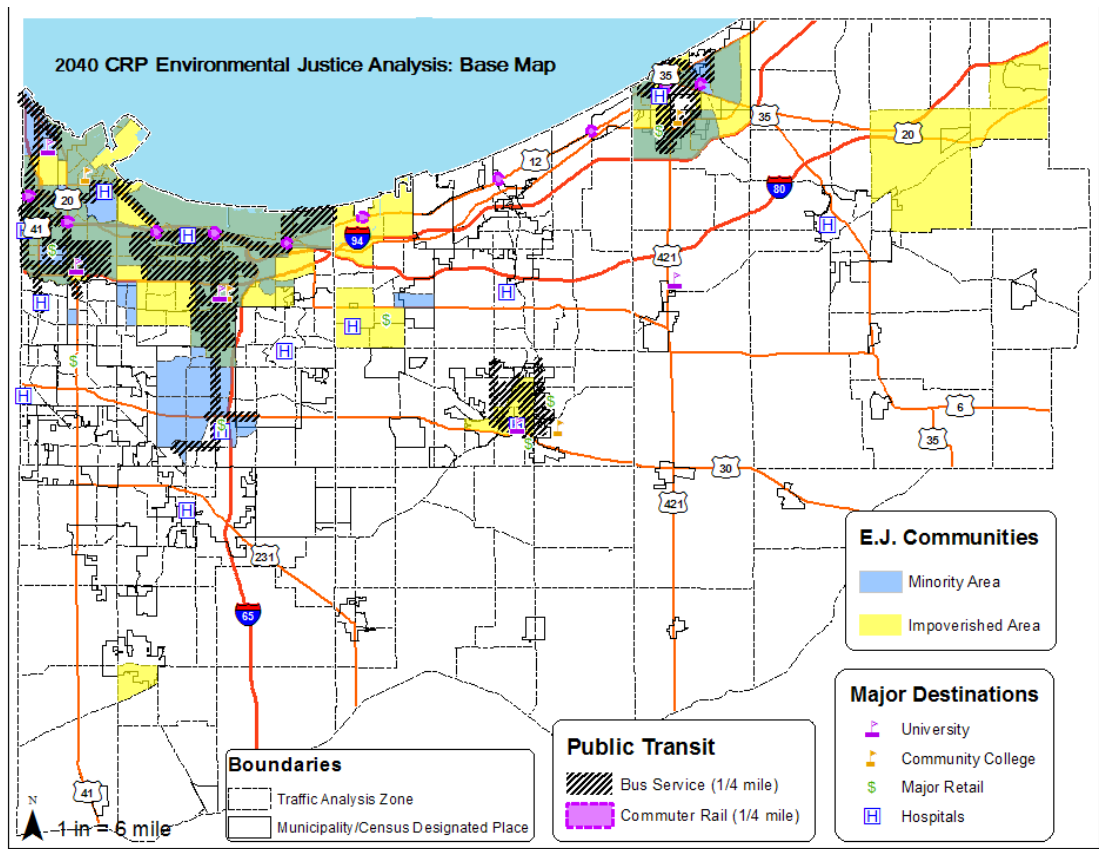 2040 CRP Environmental Justice Analysis: Base Map
35
H
35
20
12
H
80
20
41
H
H
94
H
421
H
H
H
$
$
H
$
H
$
6
$
H
$
35
30
421
H
231
E.J. Communities
Minority Area
Impoverished Area
65
Major Destinations
University
Community College
$ Major Retail
H Hospitals
Public Transit
Bus Service (1/4 mile)
Commuter Rail (1/4 mile)
Boundaries
Traffic Analysis Zone
Municipality/Census Designated Place
41
N
1 in = 6 mile